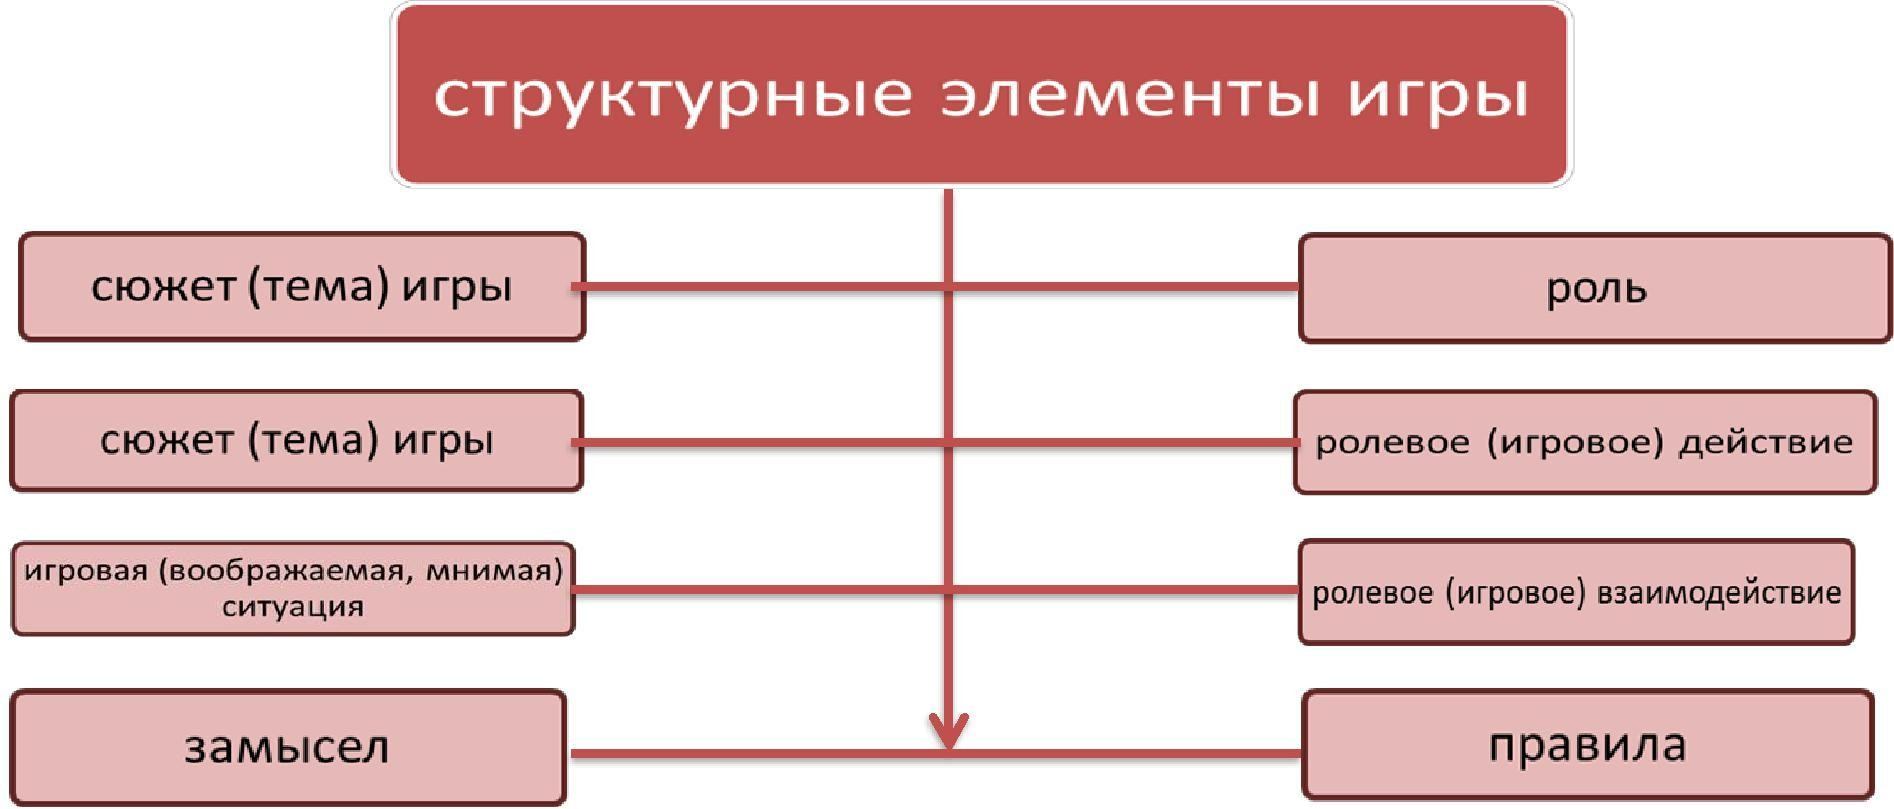 структурные элементы игры
сюжет (тема) игры
роль
сюжет (тема) игры
ролевое (игровое) действие
игровая (воображаемая, мнимая)
ситуация
ролевое (игровое) взаимодействие
замысел
правила